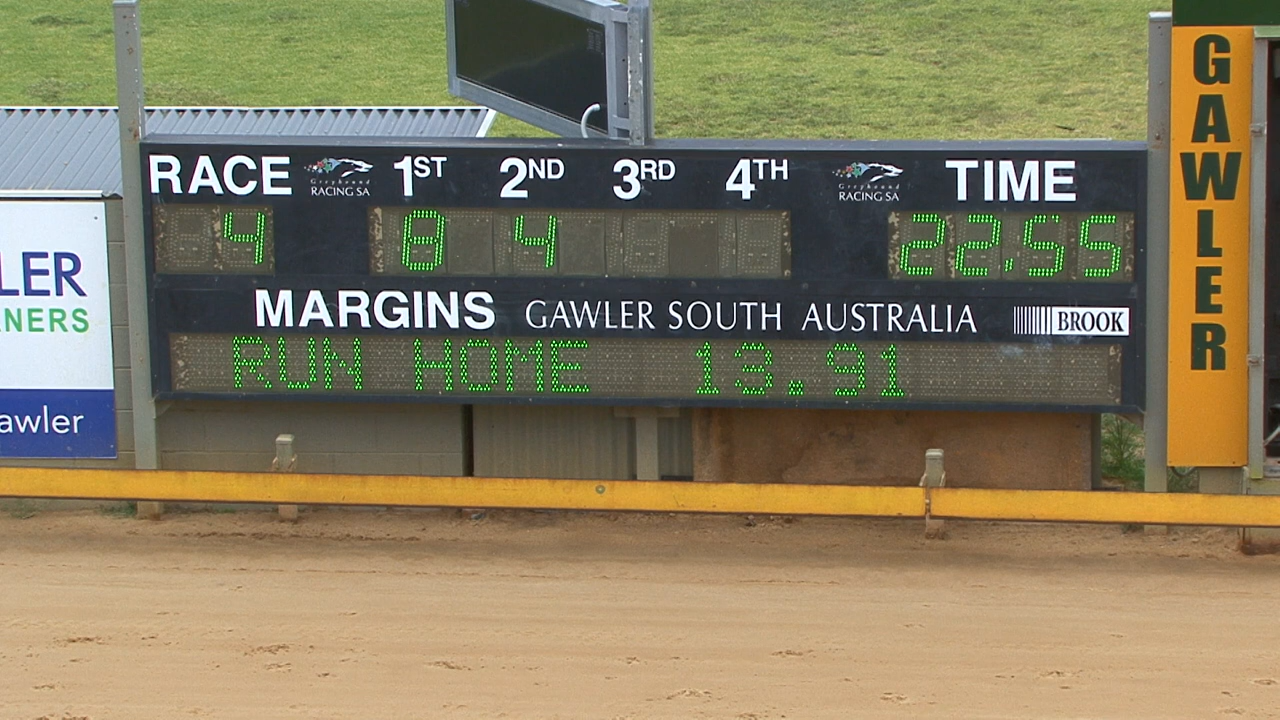 RACE Greyhound RACING SA 1ST 2ND 3RD 4TH Greyhound RACING SA TIME
4 8 4 22.55
MARGINS GAWLER SOUTH AUSTRALIA BROOK
RUN HOME 13.91
GAWLER
LER
NERS
awler